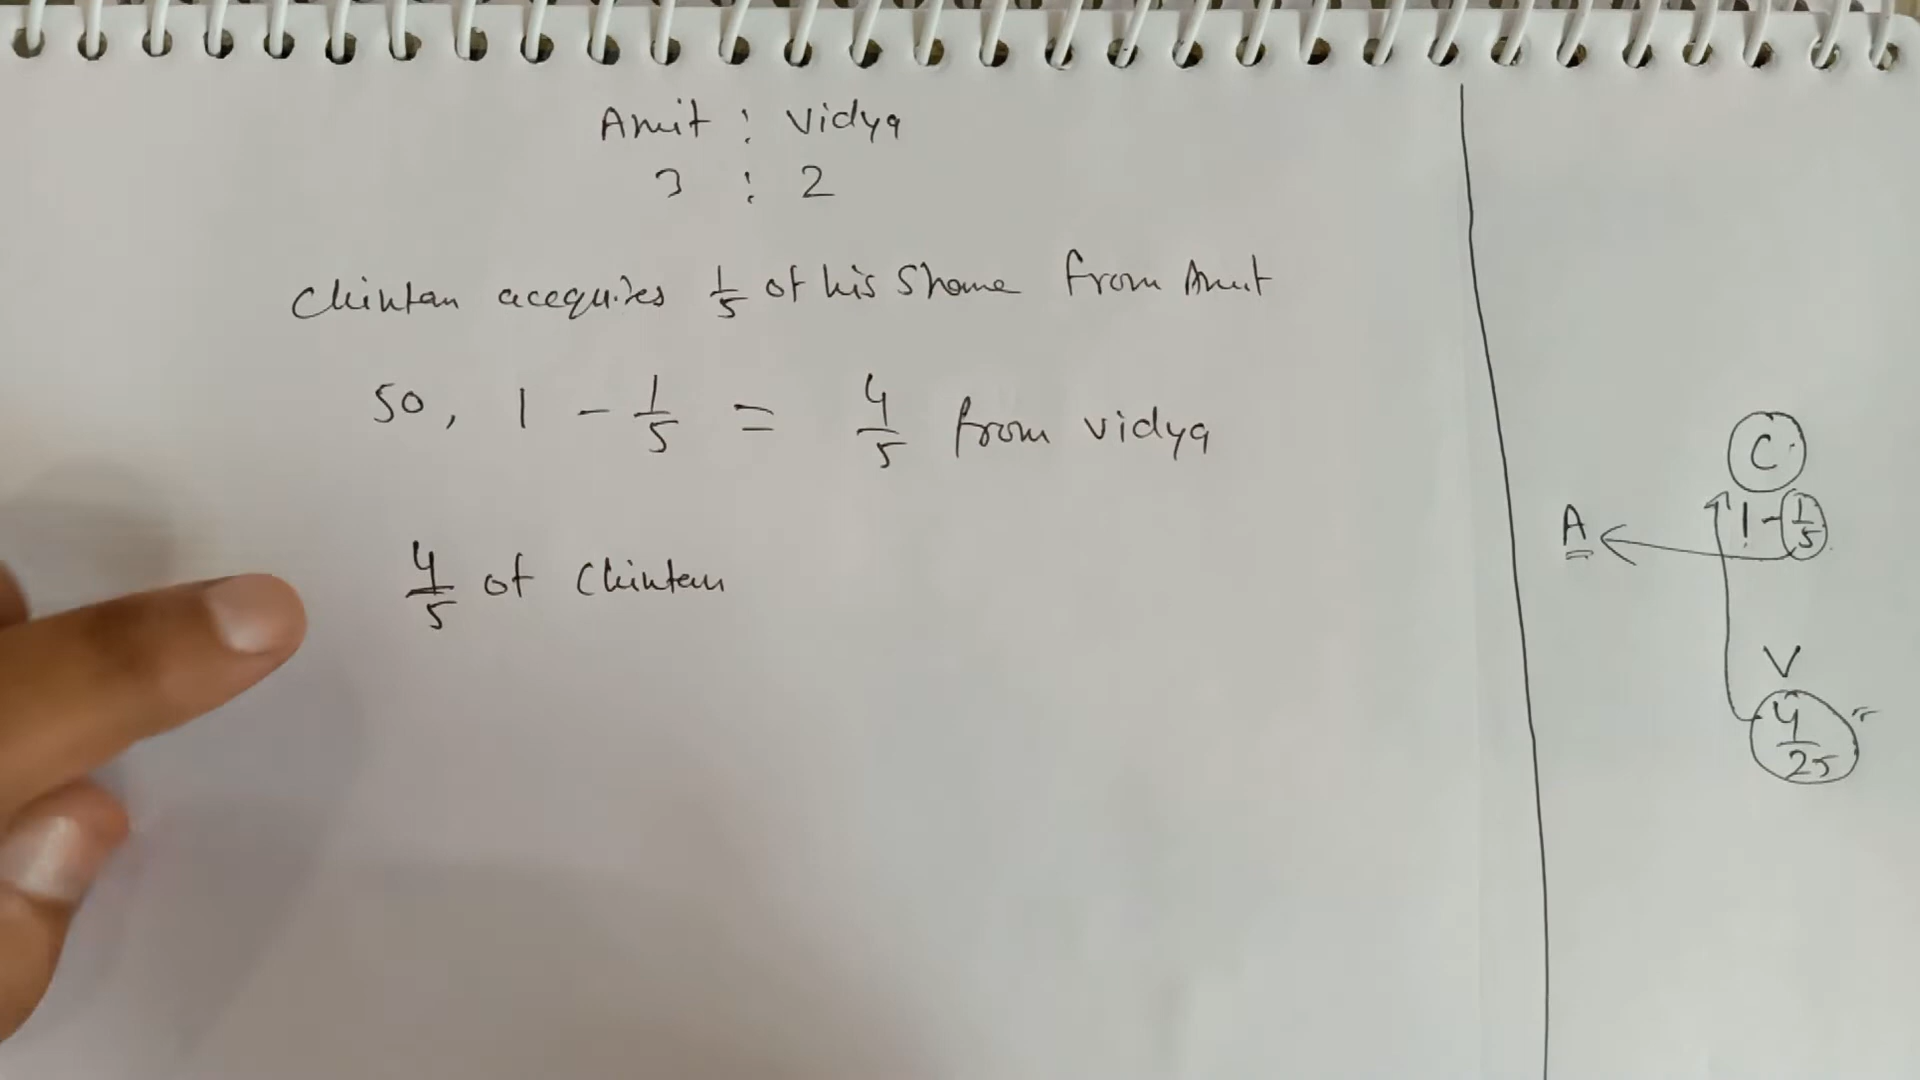 Amit : Vidya
3 : 2
Chintan acequires 1/5 of his Share from Amit
So, 1 - 1/5 = 4/5 from vidya
4/5 of Chintan
C
1 - 1/5
A
V
4/25